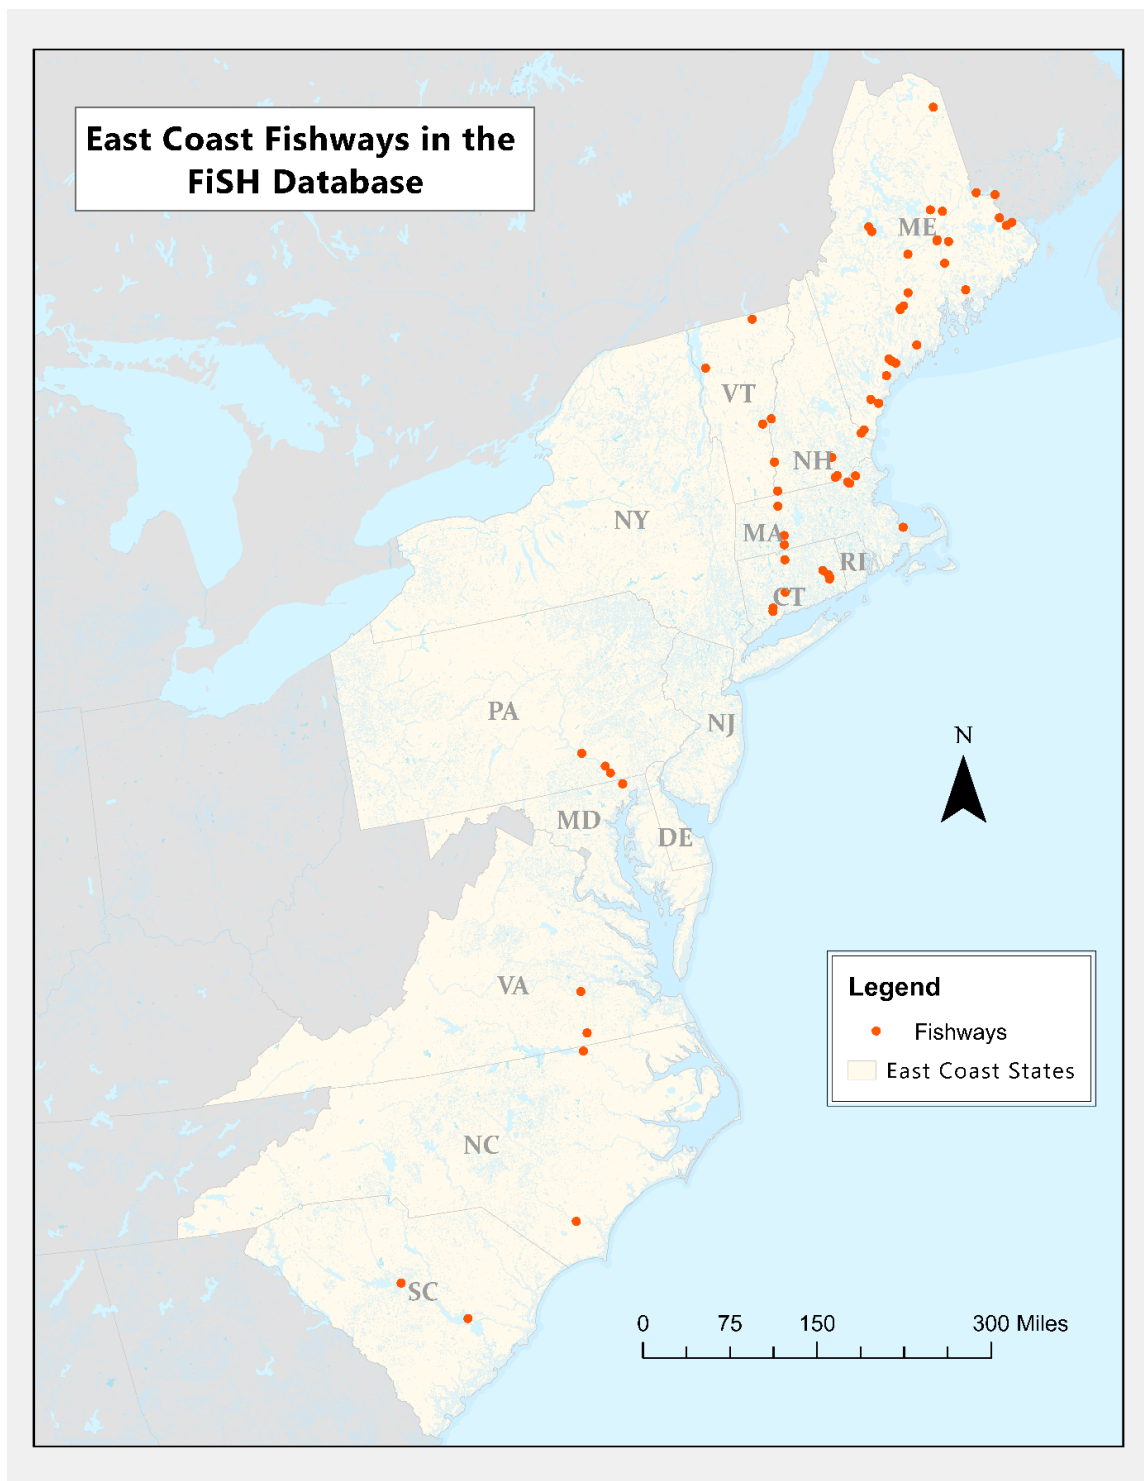 East Coast Fishways in the
FiSH Database
ME
VT
NH
NY
MA
RI
CT
PA
NJ
N
MD
DE
VA
Legend
Fishways
East Coast States
NC
SC
0 75 150 300 Miles